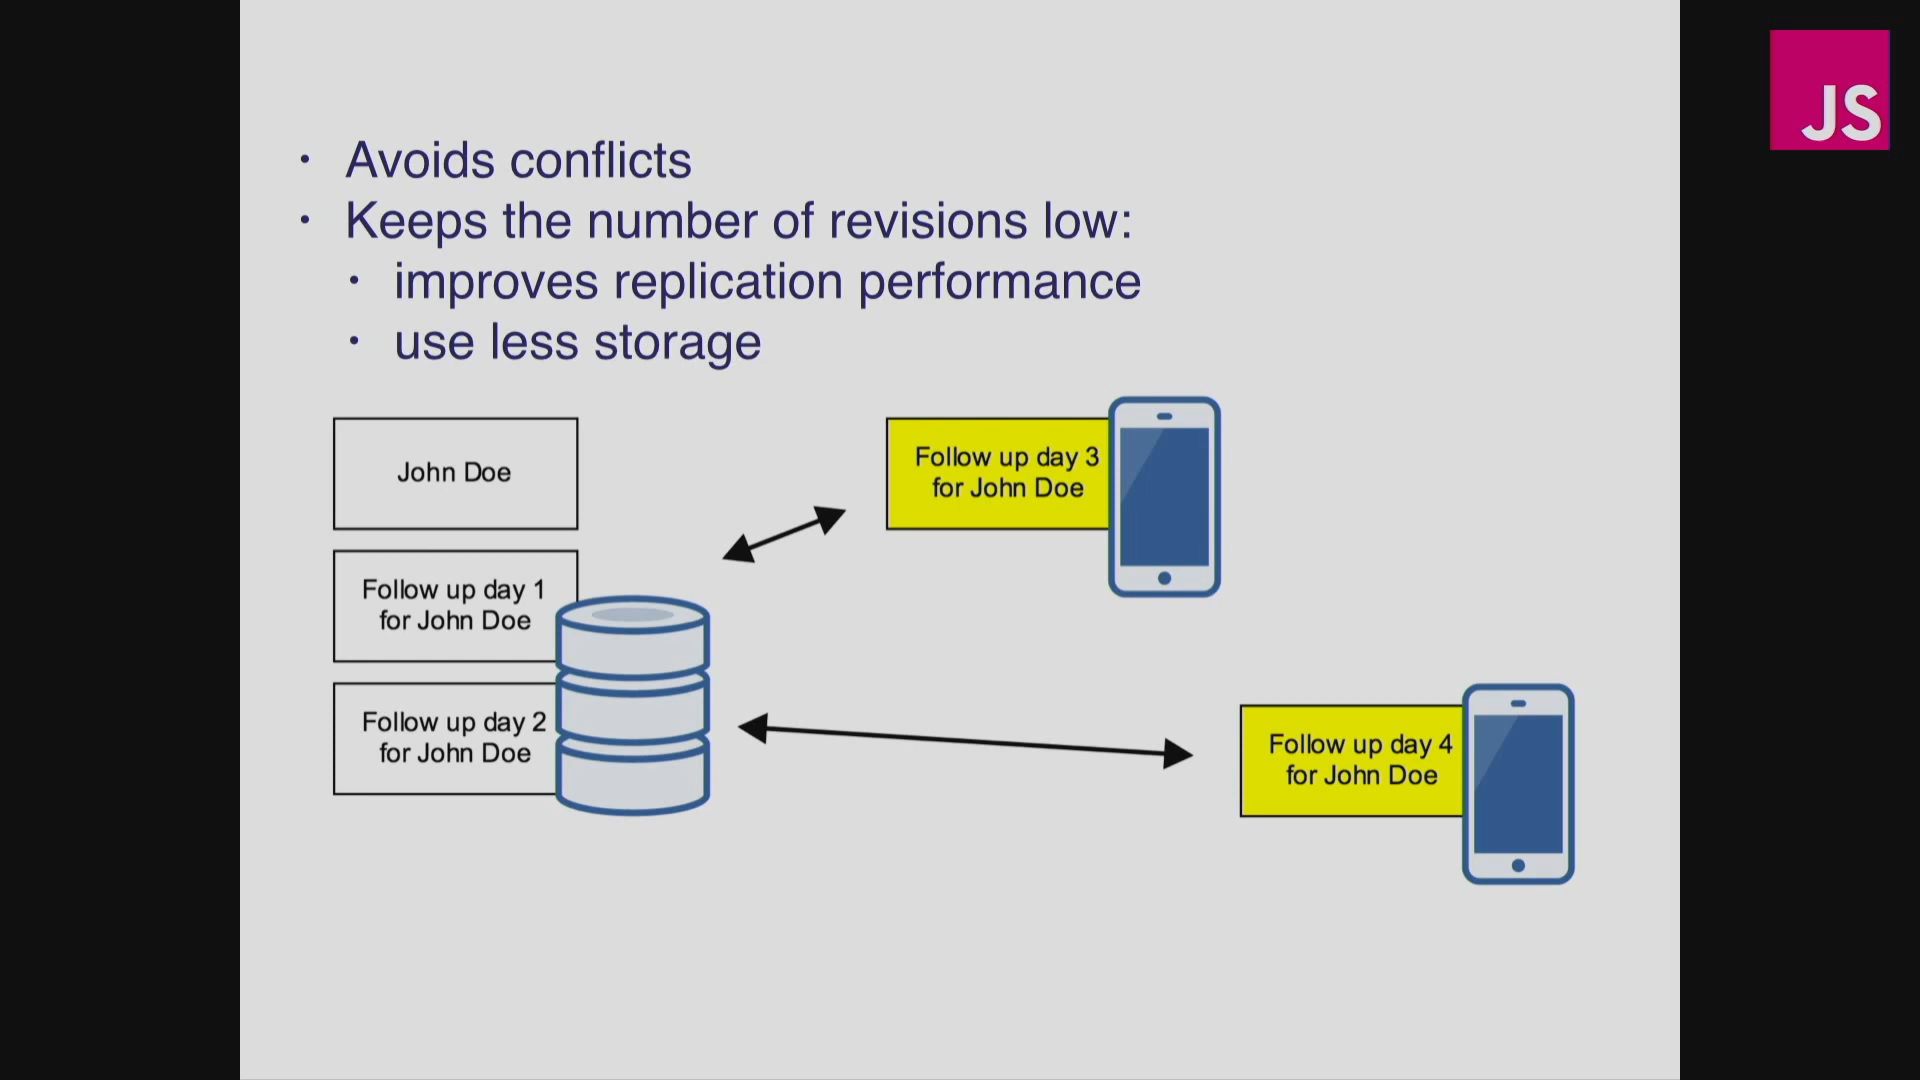 JS
• Avoids conflicts
• Keeps the number of revisions low:
• improves replication performance
• use less storage
John Doe
Follow up day 1
for John Doe
Follow up day 2
for John Doe
Follow up day 3
for John Doe
Follow up day 4
for John Doe